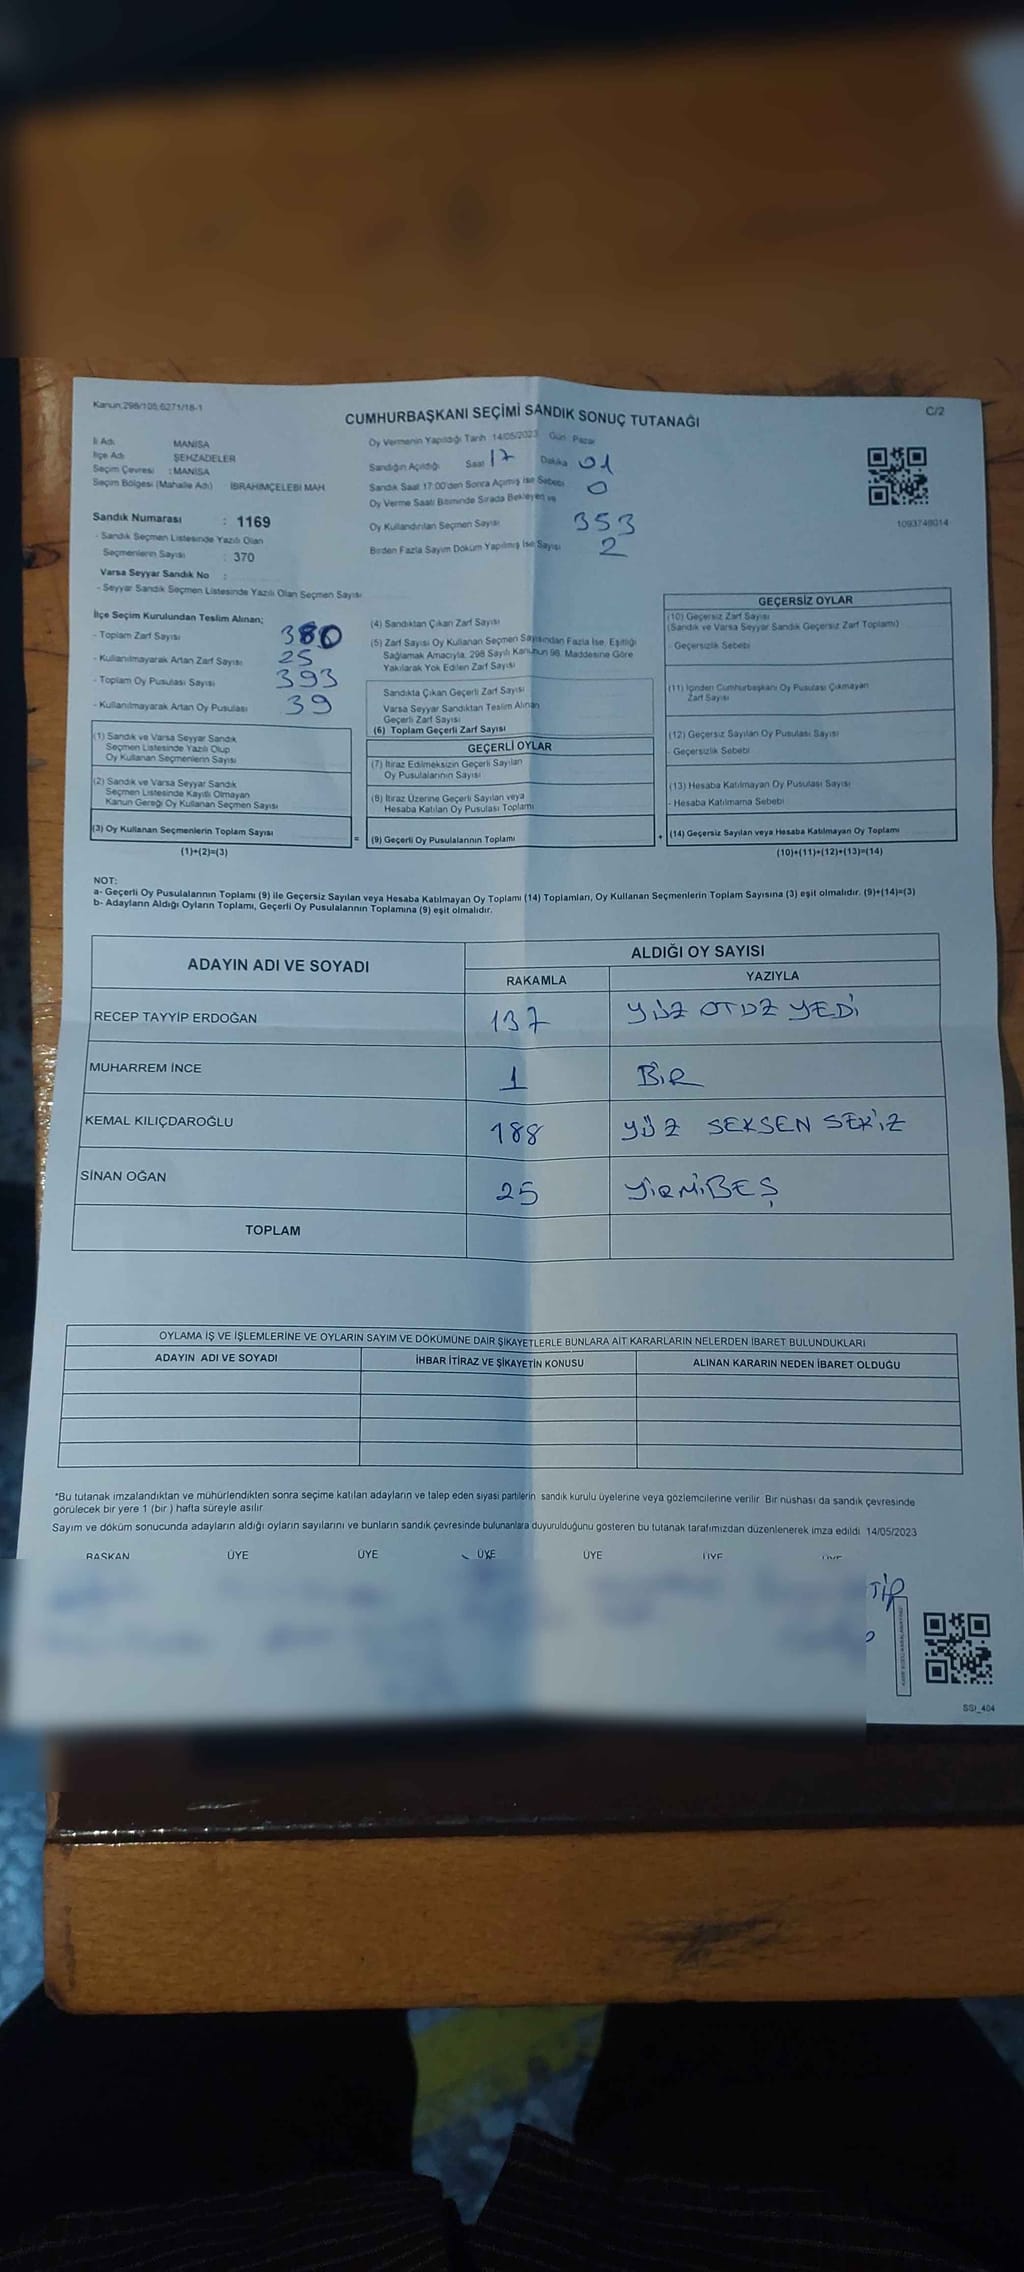 Kanun;298/105;6271/18-1
CUMHURBAŞKANI SEÇİMİ SANDIK SONUÇ TUTANAĞI
C/2
İl Adı MANİSA
İlçe Adı ŞEHZADELER
Seçim Çevresi : MANİSA
Seçim Bölgesi (Mahalle Adı) İBRAHİMÇELEBİ MAH.
Sandık Numarası : 1169
- Sandık Seçmen Listesinde Yazılı Olan
Seçmenlerin Sayısı : 370
Varsa Seyyar Sandık No :
- Seyyar Sandık Seçmen Listesinde Yazılı Olan Seçmen Sayısı
Oy Vermenin Yapıldığı Tarih : 14/05/2023 Gün : Pazar
Sandığın Açıldığı Saat 17 Dakika 01
Sandık Saat 17:00'den Sonra Açımış İse Sebebi 0
Oy Verme Saati Bitiminde Sırada Bekleyen ve
Oy Kullandırılan Seçmen Sayısı 353
Birden Fazla Sayım Döküm Yapılmış İse Sayısı 2
1093748014
İlçe Seçim Kurulundan Teslim Alınan;
- Toplam Zarf Sayısı 380
- Kullanılmayarak Artan Zarf Sayısı 25
- Toplam Oy Pusulası Sayısı 393
- Kullanılmayarak Artan Oy Pusulası 39
(1) Sandık ve Varsa Seyyar Sandık
Seçmen Listesinde Yazılı Olup
Oy Kullanan Seçmenlerin Sayısı
(2) Sandık ve Varsa Seyyar Sandık
Seçmen Listesinde Kayıtlı Olmayan
Kanun Gereği Oy Kullanan Seçmen Sayısı
(3) Oy Kullanan Seçmenlerin Toplam Sayısı
(1)+(2)=(3)
(4) Sandıktan Çıkan Zarf Sayısı
(5) Zarf Sayısı Oy Kullanan Seçmen Sayısından Fazla İse, Eşitliği
Sağlamak Amacıyla, 298 Sayılı Kanunun 98. Maddesine Göre
Yakılarak Yok Edilen Zarf Sayısı
Sandıkta Çıkan Geçerli Zarf Sayısı
Varsa Seyyar Sandıktan Teslim Alınan
Geçerli Zarf Sayısı
(6) Toplam Geçerli Zarf Sayısı
GEÇERLİ OYLAR
(7) İtiraz Edilmeksizin Geçerli Sayılan
Oy Pusulalarının Sayısı
(8) İtiraz Üzerine Geçerli Sayılan veya
Hesaba Katılan Oy Pusulası Toplamı
=
(9) Geçerli Oy Pusulalarının Toplamı
+
GEÇERSİZ OYLAR
(10) Geçersiz Zarf Sayısı
(Sandık ve Varsa Seyyar Sandık Geçersiz Zarf Toplamı)
- Geçersizlik Sebebi
(11) İçinden Cumhurbaşkanı Oy Pusulası Çıkmayan
Zarf Sayısı
(12) Geçersiz Sayılan Oy Pusulası Sayısı
- Geçersizlik Sebebi
(13) Hesaba Katılmayan Oy Pusulası Sayısı
- Hesaba Katılmama Sebebi
(14) Geçersiz Sayılan veya Hesaba Katılmayan Oy Toplamı
(10)+(11)+(12)+(13)=(14)
NOT:
a- Geçerli Oy Pusulalarının Toplamı (9) ile Geçersiz Sayılan veya Hesaba Katılmayan Oy Toplamı (14) Toplamları, Oy Kullanan Seçmenlerin Toplam Sayısına (3) eşit olmalıdır. (9)+(14)=(3)
b- Adayların Aldığı Oyların Toplamı, Geçerli Oy Pusulalarının Toplamına (9) eşit olmalıdır.
ADAYIN ADI VE SOYADI
ALDIĞI OY SAYISI
RAKAMLA YAZIYLA
RECEP TAYYİP ERDOĞAN 137 YÜZ OTUZ YEDİ
MUHARREM İNCE 1 BİR
KEMAL KILIÇDAROĞLU 188 YÜZ SEKSEN SEKİZ
SİNAN OĞAN 25 YİRMİBEŞ
TOPLAM
OYLAMA İŞ VE İŞLEMLERİNE VE OYLARIN SAYIM VE DÖKÜMÜNE DAİR ŞİKAYETLERLE BUNLARA AİT KARARLARIN NELERDEN İBARET BULUNDUKLARI
ADAYIN ADI VE SOYADI İHBAR İTİRAZ VE ŞİKAYETİN KONUSU ALINAN KARARIN NEDEN İBARET OLDUĞU
*Bu tutanak imzalandıktan ve mühürlendikten sonra seçime katılan adayların ve talep eden siyasi partilerin sandık kurulu üyelerine veya gözlemcilerine verilir. Bir nüshası da sandık çevresinde
görülecek bir yere 1 (bir) hafta süreyle asılır.
Sayım ve döküm sonucunda adayların aldığı oyların sayılarını ve bunların sandık çevresinde bulunanlara duyurulduğunu gösteren bu tutanak tarafımızdan düzenlenerek imza edildi. 14/05/2023
BAŞKAN ÜYE ÜYE ÜYE ÜYE ÜYE ÜYE
TİP
SSI_404